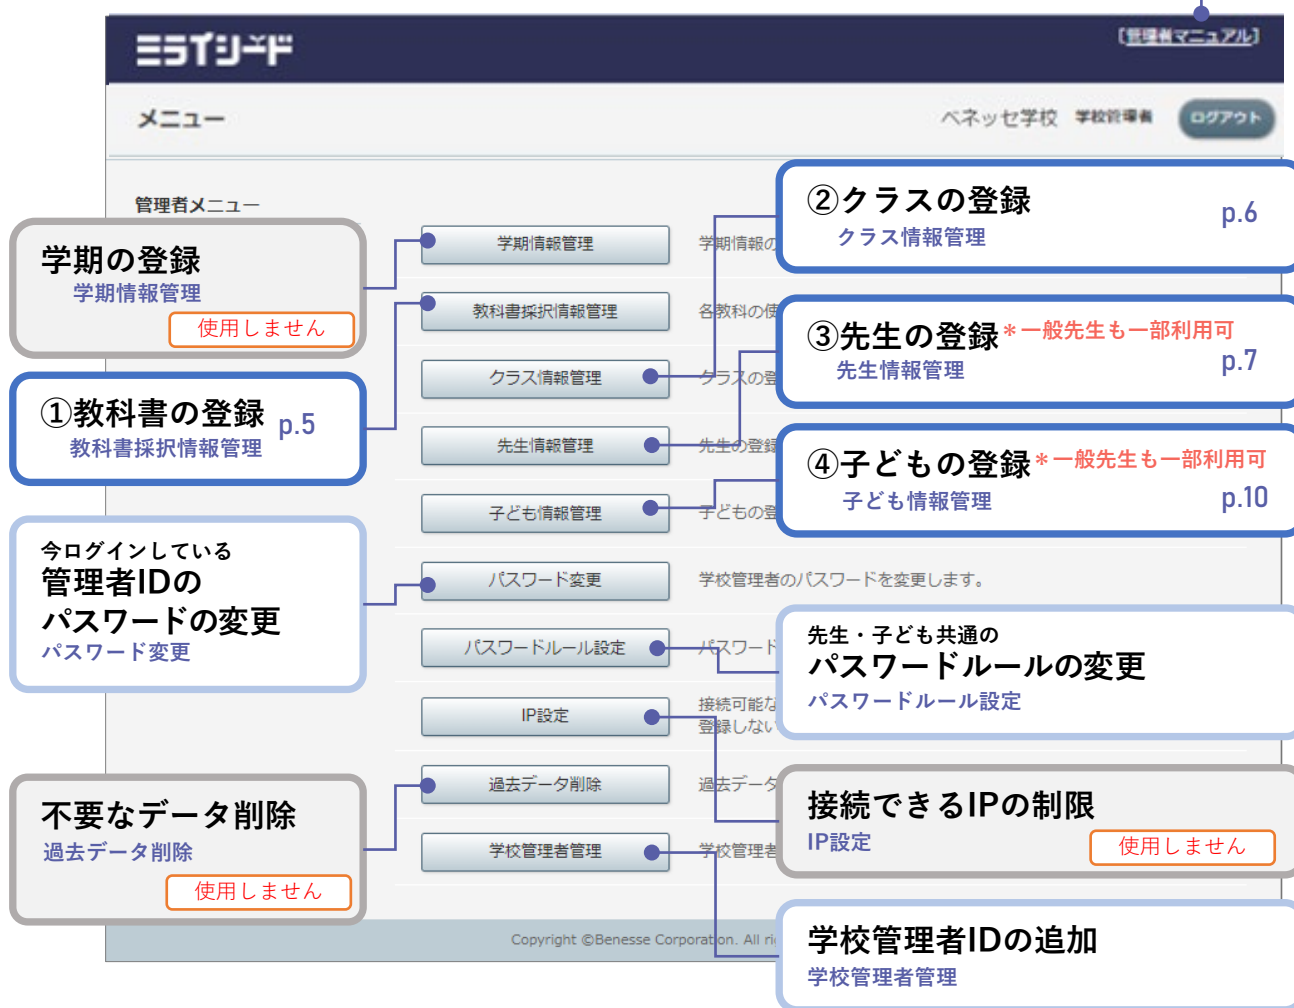 ミライシード
[管理者マニュアル]
メニュー
ベネッセ学校 学校管理者 ログアウト
管理者メニュー
学期の登録
学期情報管理
使用しません
①教科書の登録 p.5
教科書採択情報管理
今ログインしている
管理者IDの
パスワードの変更
パスワード変更
不要なデータ削除
過去データ削除
使用しません
学期情報管理 学期情報の
教科書採択情報管理 各教科の使
クラス情報管理 クラスの登
先生情報管理 先生の登録
子ども情報管理 子どもの登
パスワード変更 学校管理者のパスワードを変更します。
パスワードルール設定 パスワード
IP設定 接続可能な
登録しない
過去データ削除 過去データ
学校管理者管理 学校管理者
②クラスの登録 p.6
クラス情報管理
③先生の登録 *一般先生も一部利用可
先生情報管理 p.7
④子どもの登録 *一般先生も一部利用可
子ども情報管理 p.10
先生・子ども共通の
パスワードルールの変更
パスワードルール設定
接続できるIPの制限
IP設定
使用しません
学校管理者IDの追加
学校管理者管理
Copyright ©Benesse Corporation. All ri